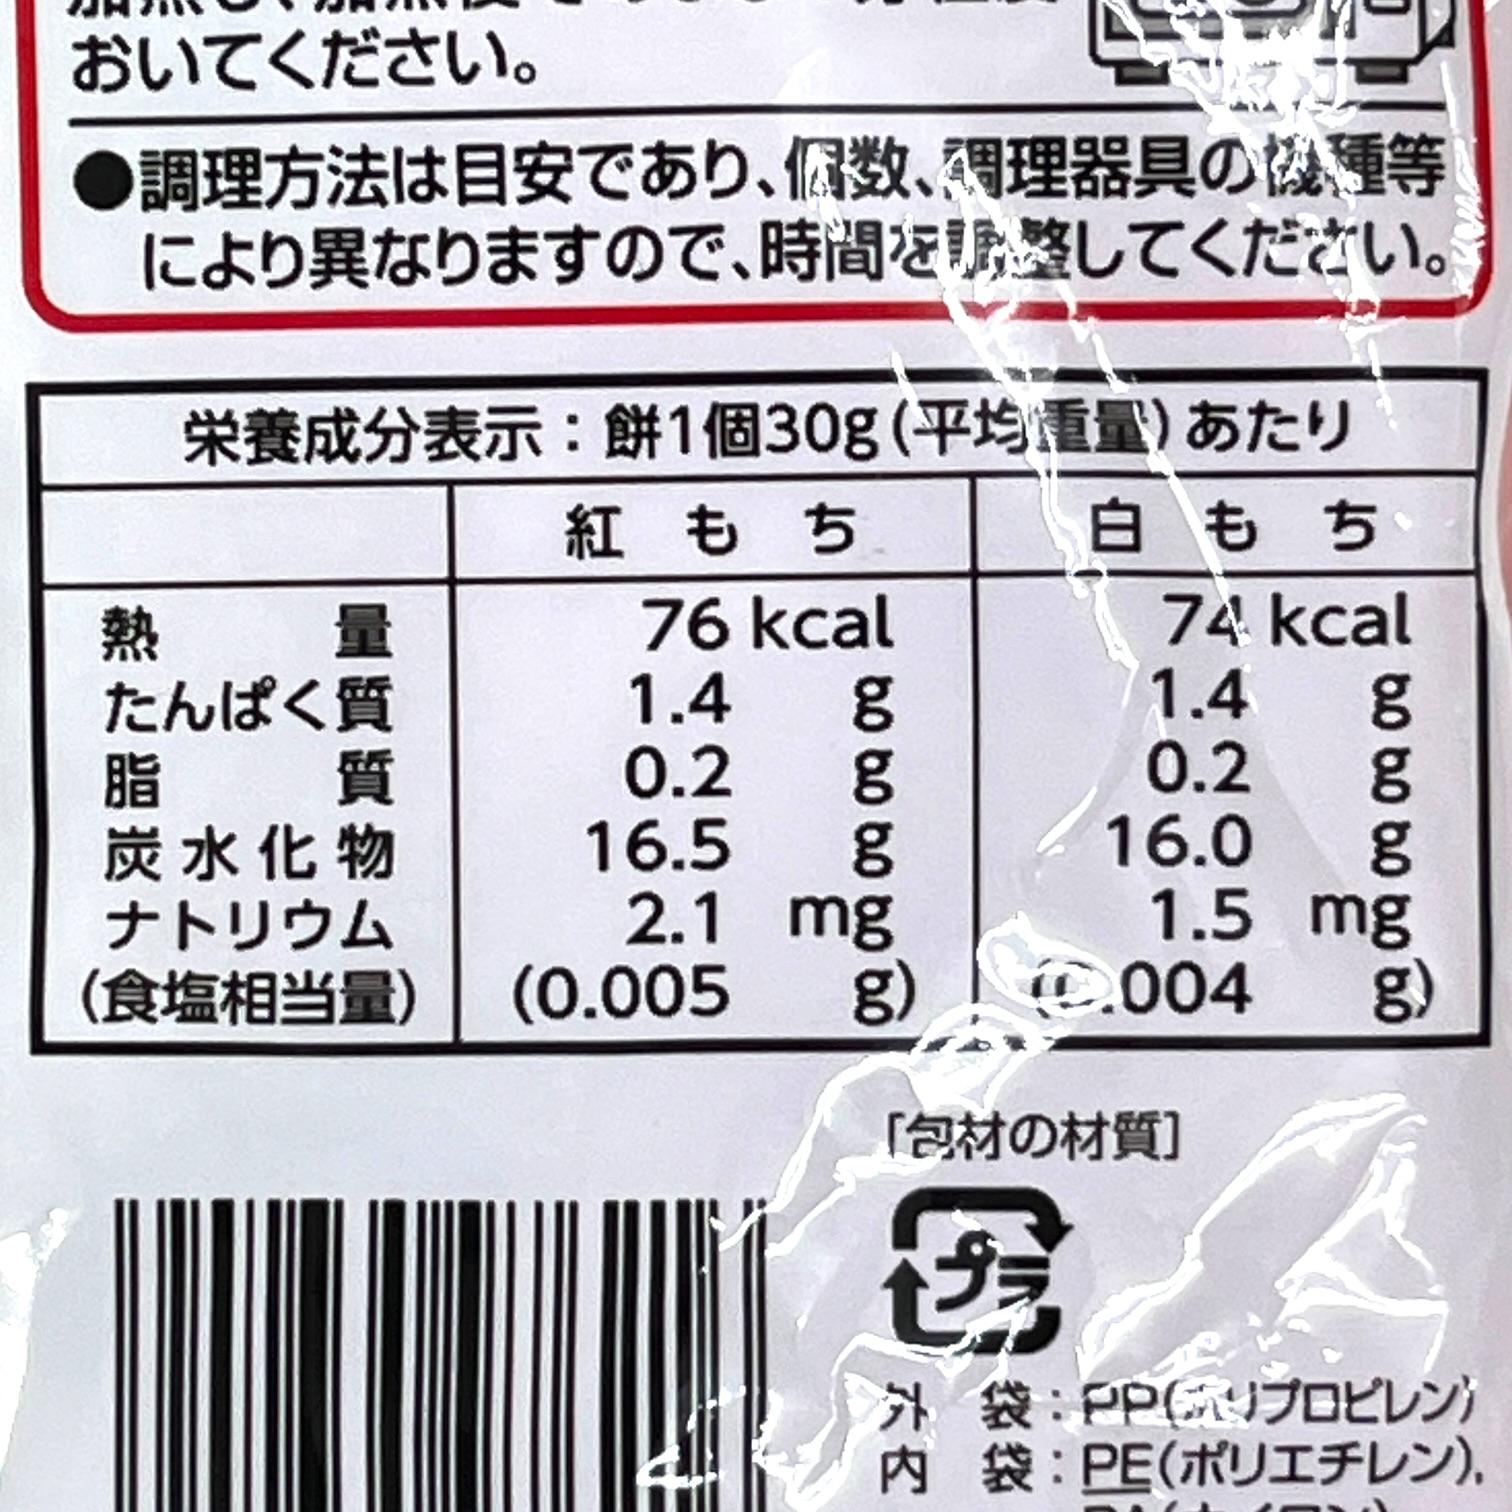 おいてください。
●調理方法は目安であり、個数、調理器具の機種等
により異なりますので、時間を調整してください。
栄養成分表示：餅1個30g(平均重量)あたり
紅もち 白もち
熱量 76 kcal 74 kcal
たんぱく質 1.4 g 1.4 g
脂質 0.2 g 0.2 g
炭水化物 16.5 g 16.0 g
ナトリウム 2.1 mg 1.5 mg
(食塩相当量) (0.005 g) (0.004 g)
[包材の材質]
プラ
外袋：PP(ポリプロピレン)
内袋：PE(ポリエチレン),